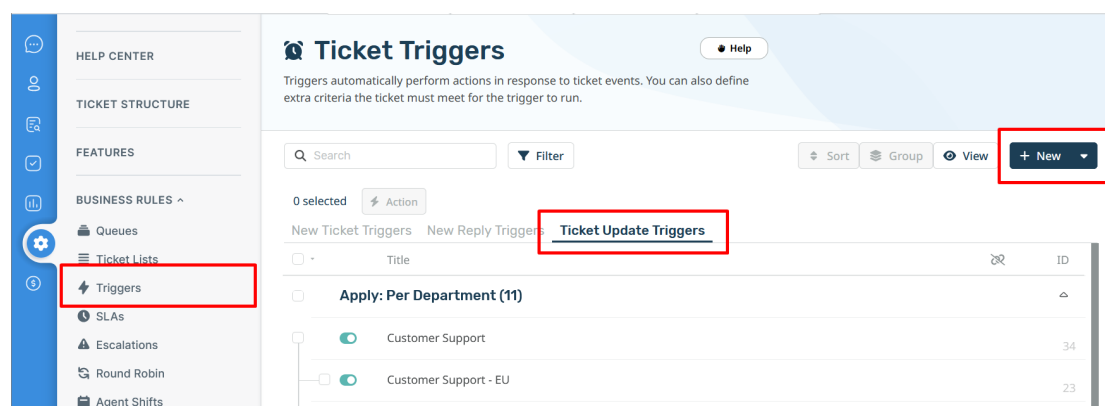 HELP CENTER
TICKET STRUCTURE
FEATURES
BUSINESS RULES
Queues
Ticket Lists
Triggers
SLAs
Escalations
Round Robin
Agent Shifts
Ticket Triggers
Help
Triggers automatically perform actions in response to ticket events. You can also define
extra criteria the ticket must meet for the trigger to run.
Search
Filter
Sort
Group
View
+ New
0 selected
Action
New Ticket Triggers
New Reply Triggers
Ticket Update Triggers
Title
ID
Apply: Per Department (11)
Customer Support
34
Customer Support - EU
23